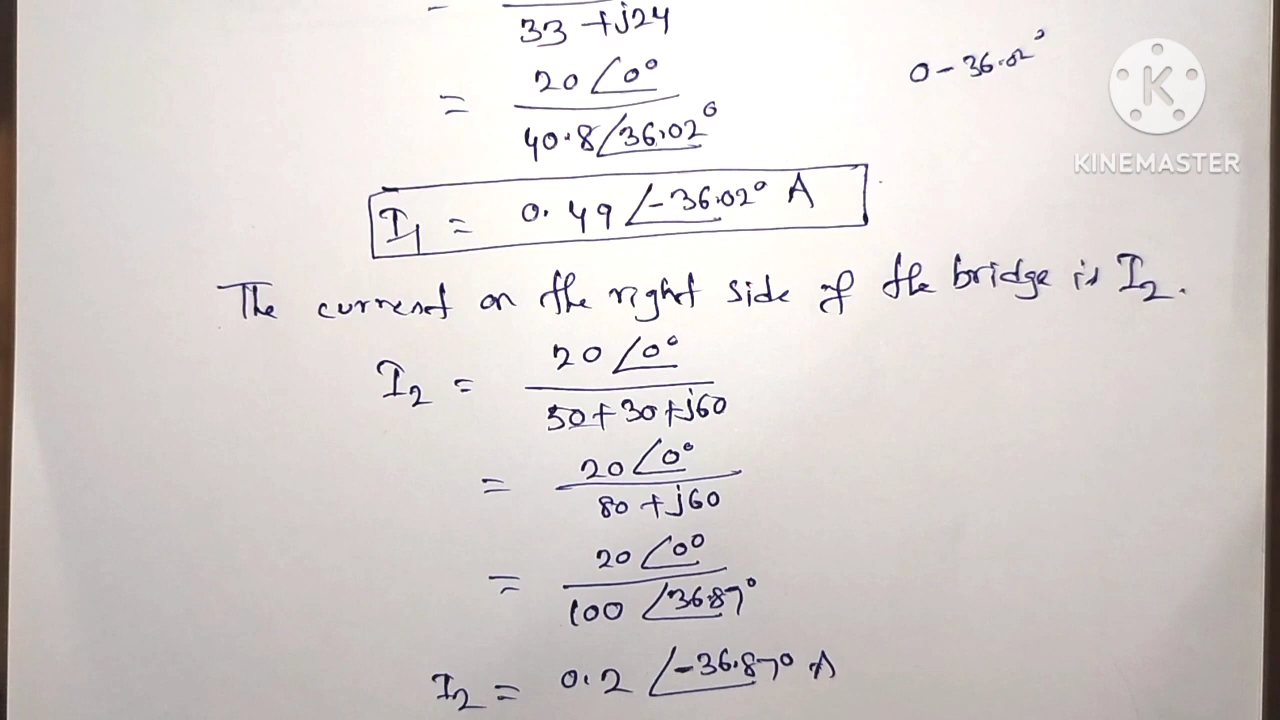 =
33 + j24
0 - 36.02°
= 20 ∠0° / 40.8 ∠36.02°
KINEMASTER
I₁ = 0.49 ∠-36.02° A
The current on the right side of the bridge is I₂.
I₂ = 20 ∠0° / 50+30+j60
= 20 ∠0° / 80 + j60
= 20 ∠0° / 100 ∠36.87°
I₂ = 0.2 ∠-36.87° A